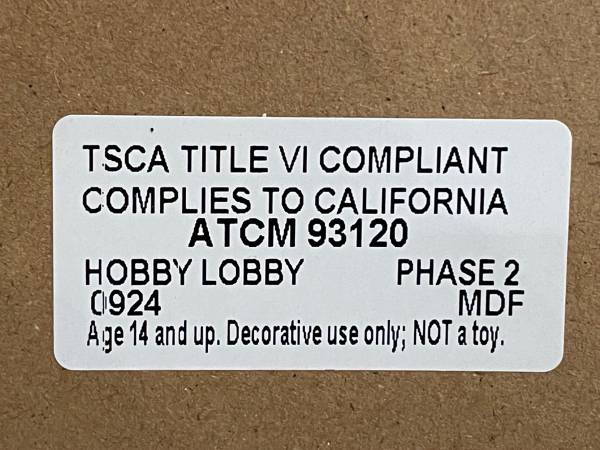 TSCA TITLE VI COMPLIANT
COMPLIES TO CALIFORNIA
ATCM 93120
HOBBY LOBBY PHASE 2
0924 MDF
Age 14 and up. Decorative use only; NOT a toy.